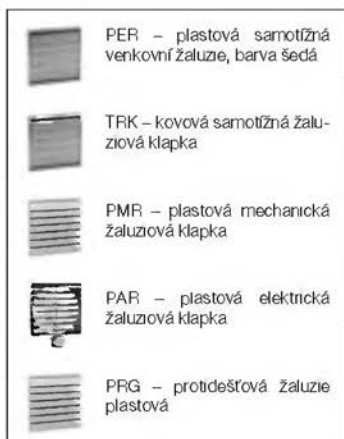 PER – plastová samotížná
venkovní žaluzie, barva šedá
TRK – kovová samotížná žalu-
ziová klapka
PMR – plastová mechanická
žaluziová klapka
PAR – plastová elektrická
žaluziová klapka
PRG – protidešťová žaluzie
plastová